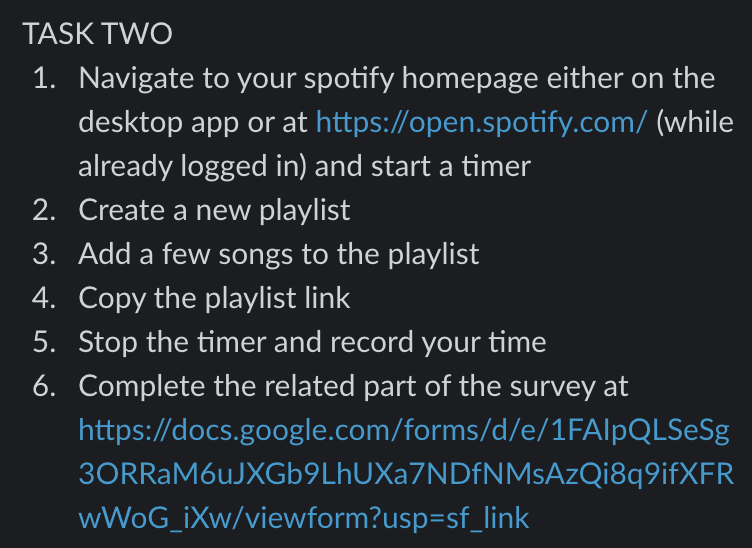 TASK TWO
1. Navigate to your spotify homepage either on the
desktop app or at https://open.spotify.com/ (while
already logged in) and start a timer
2. Create a new playlist
3. Add a few songs to the playlist
4. Copy the playlist link
5. Stop the timer and record your time
6. Complete the related part of the survey at
https://docs.google.com/forms/d/e/1FAIpQLSeSg
3ORRaM6uJXGb9LhUXa7NDfNMsAzQi8q9ifXFR
wWoG_iXw/viewform?usp=sf_link